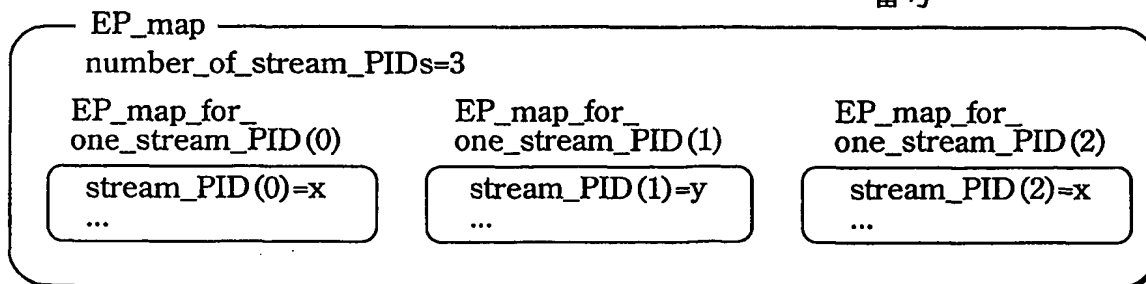 EP_map
number_of_stream_PIDs=3
EP_map_for_
one_stream_PID(0)
stream_PID(0)=x
...
EP_map_for_
one_stream_PID(1)
stream_PID(1)=y
...
EP_map_for_
one_stream_PID(2)
stream_PID(2)=x
...